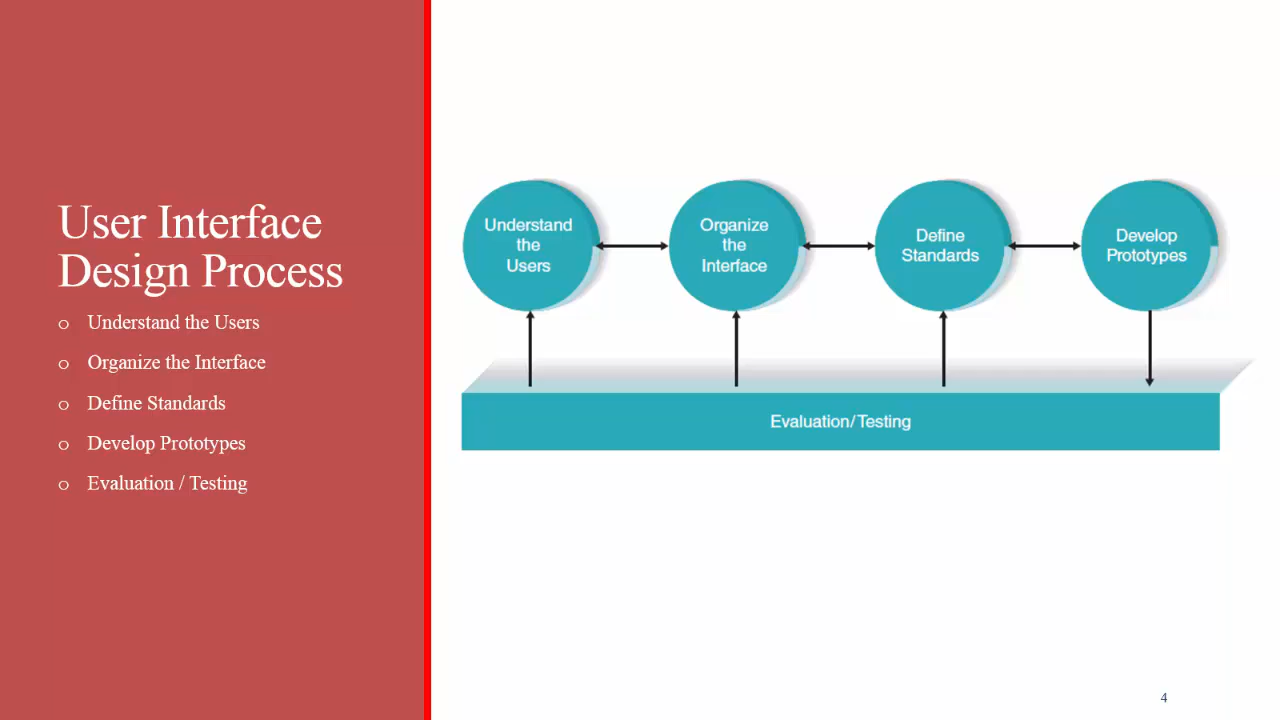 User Interface
Design Process
o Understand the Users
o Organize the Interface
o Define Standards
o Develop Prototypes
o Evaluation / Testing
Understand
the
Users
Organize
the
Interface
Define
Standards
Develop
Prototypes
Evaluation/Testing
4